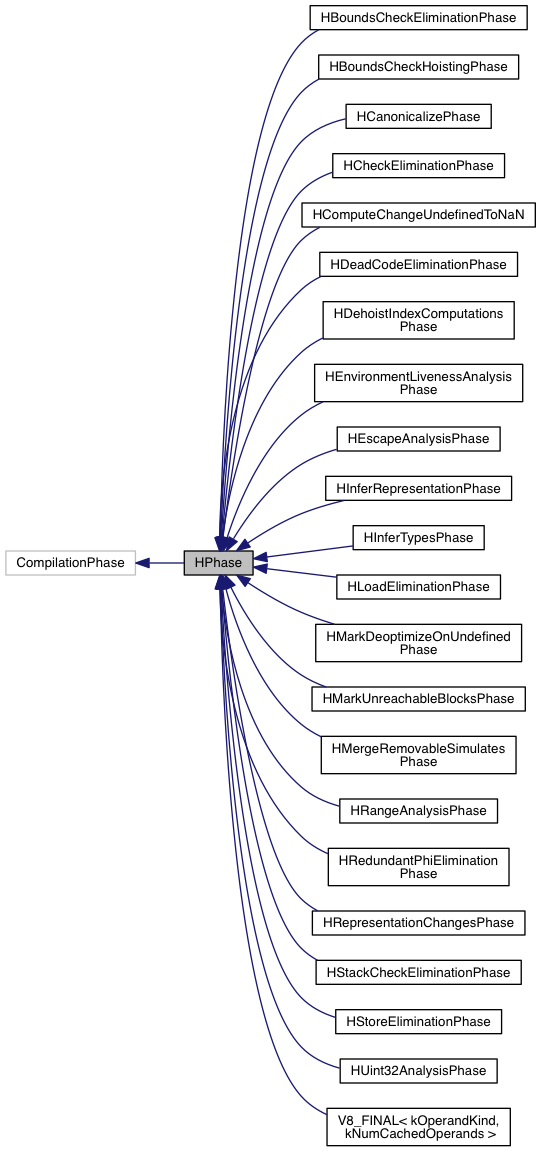 HBoundsCheckEliminationPhase
HBoundsCheckHoistingPhase
HCanonicalizePhase
HCheckEliminationPhase
HComputeChangeUndefinedToNaN
HDeadCodeEliminationPhase
HDehoistIndexComputations
Phase
HEnvironmentLivenessAnalysis
Phase
HEscapeAnalysisPhase
HInferRepresentationPhase
HInferTypesPhase
CompilationPhase
HPhase
HLoadEliminationPhase
HMarkDeoptimizeOnUndefined
Phase
HMarkUnreachableBlocksPhase
HMergeRemovableSimulates
Phase
HRangeAnalysisPhase
HRedundantPhiElimination
Phase
HRepresentationChangesPhase
HStackCheckEliminationPhase
HStoreEliminationPhase
HUint32AnalysisPhase
V8_FINAL< kOperandKind,
kNumCachedOperands >